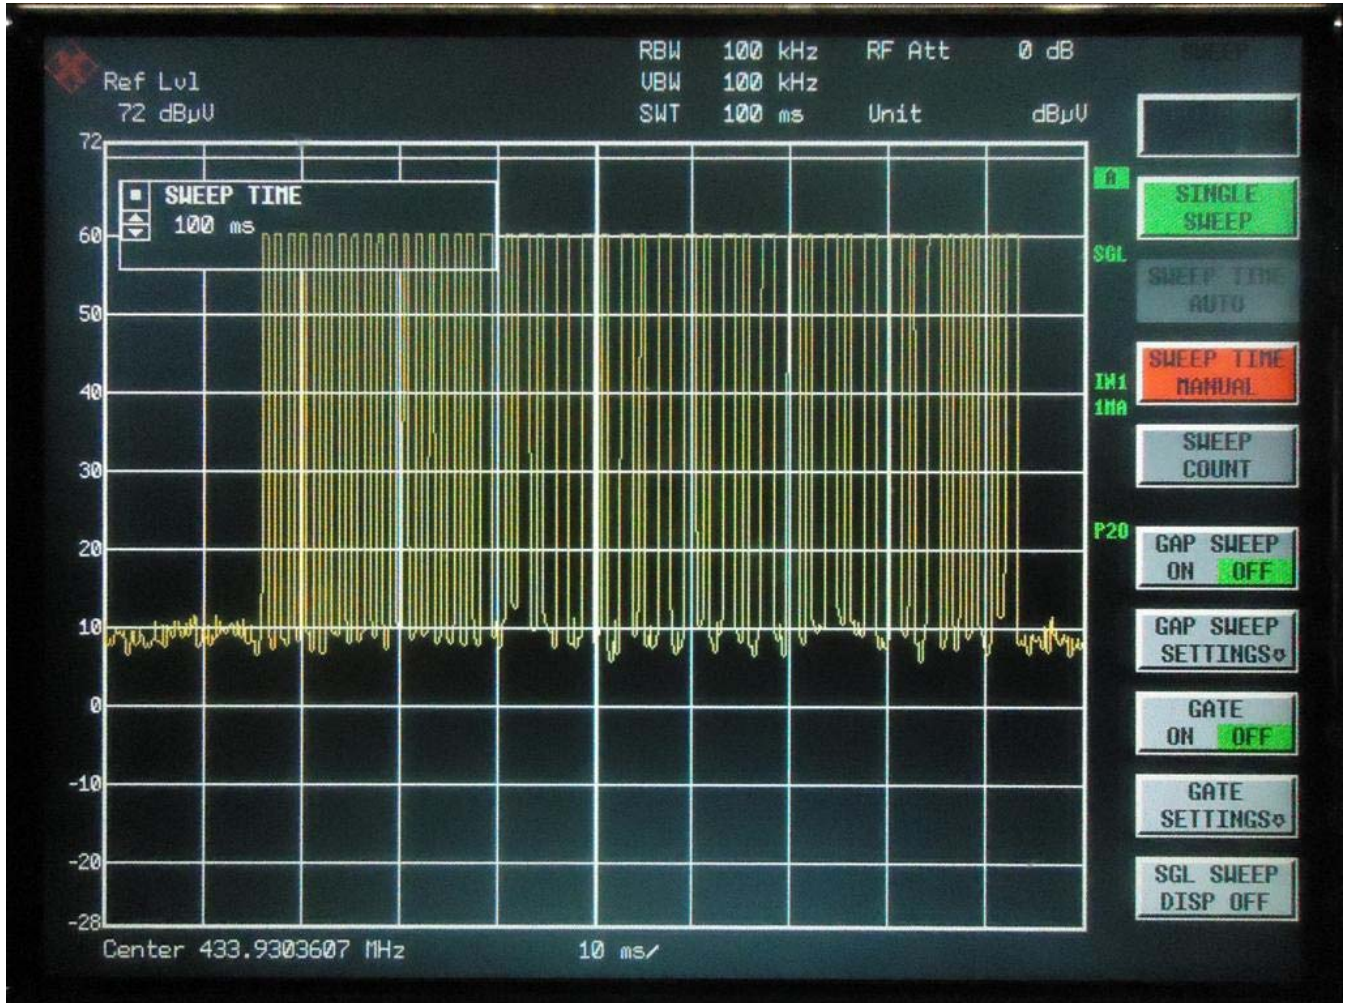 RBW 100 kHz RF Att 0 dB
Ref Lvl VBW 100 kHz
72 dBµV SWT 100 ms Unit dBµV
SWEEP
72
SWEEP TIME
100 ms
60
50
40
30
20
10
0
-10
-20
-28
A
SGL
IN1
1MA
P20
SINGLE
SWEEP
SWEEP TIME
AUTO
SWEEP TIME
MANUAL
SWEEP
COUNT
GAP SWEEP
ON OFF
GAP SWEEP
SETTINGS
GATE
ON OFF
GATE
SETTINGS
SGL SWEEP
DISP OFF
Center 433.9303607 MHz 10 ms/